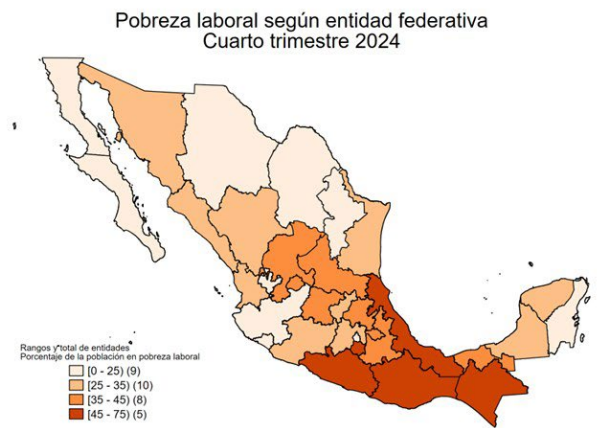 Pobreza laboral según entidad federativa
Cuarto trimestre 2024
Rangos y total de entidades
Porcentaje de la población en pobreza laboral
[0 - 25) (9)
[25 - 35) (10)
[35 - 45) (8)
[45 - 75) (5)